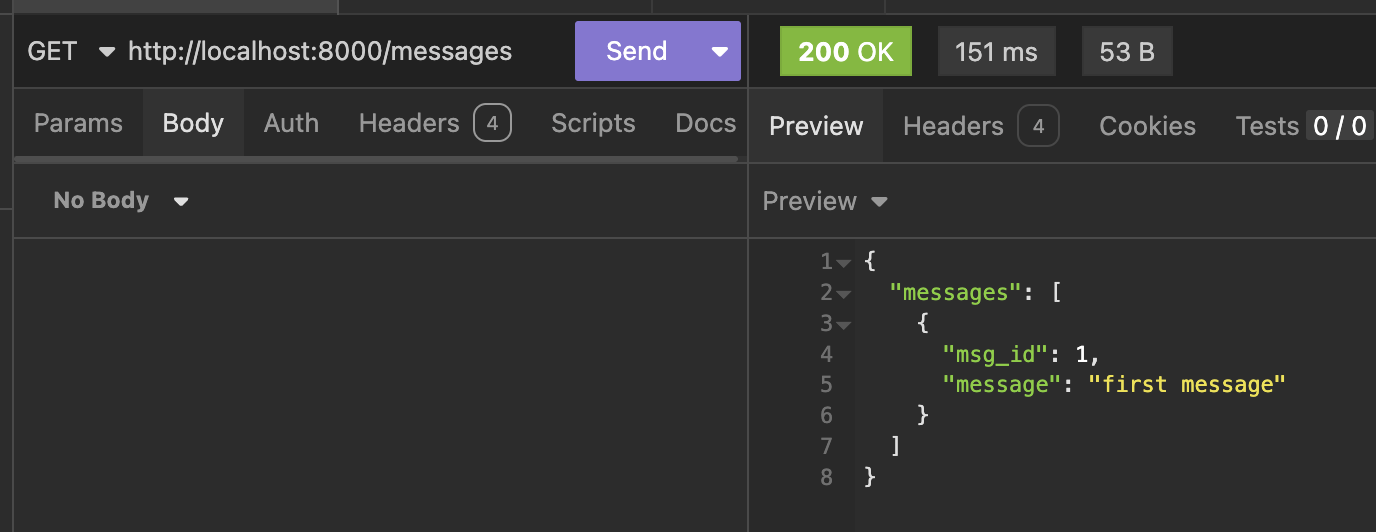 GET http://localhost:8000/messages Send
Params Body Auth Headers 4 Scripts Docs
No Body
200 OK 151 ms 53 B
Preview Headers 4 Cookies Tests 0 / 0
Preview
1 {
2 "messages": [
3 {
4 "msg_id": 1,
5 "message": "first message"
6 }
7 ]
8 }